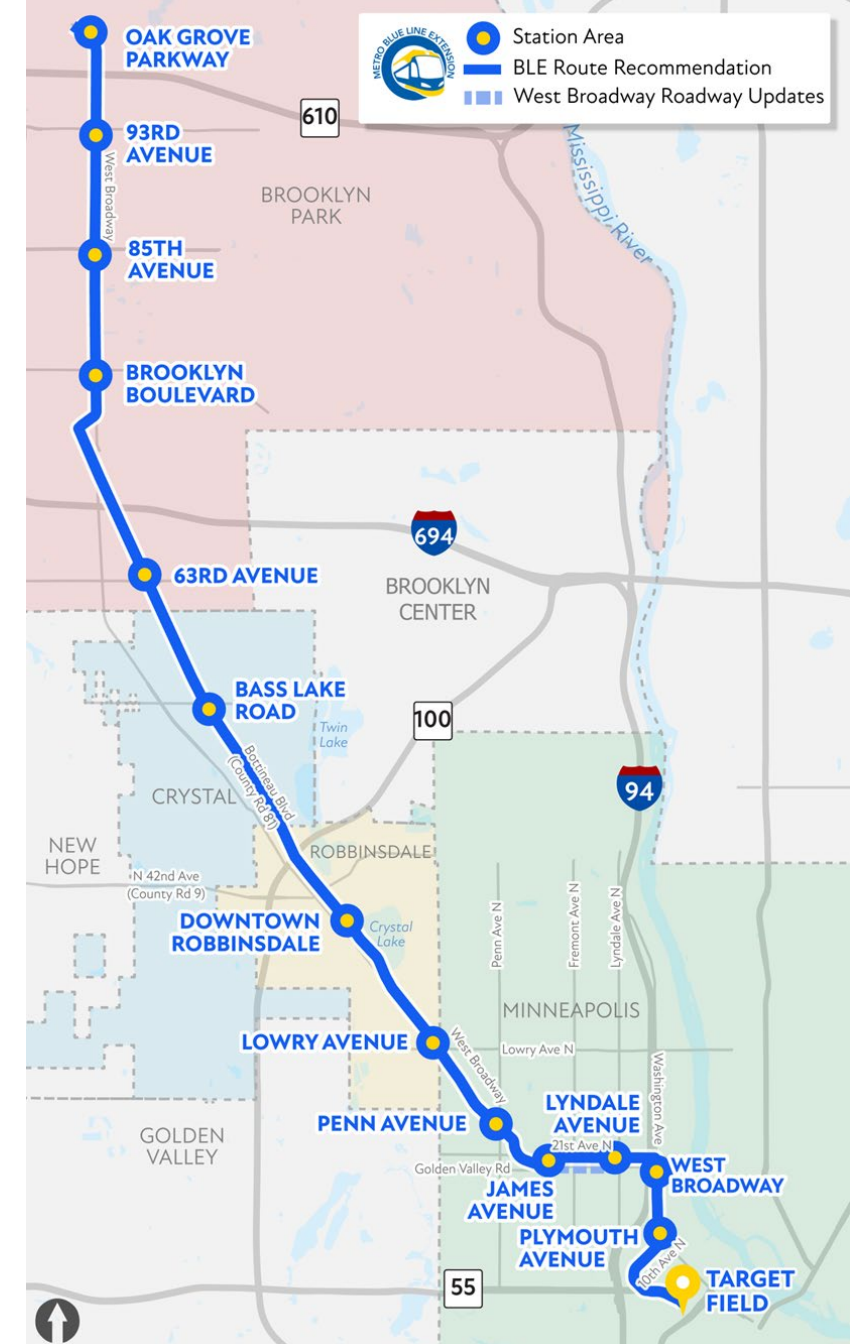 OAK GROVE
PARKWAY
METRO BLUE LINE EXTENSION
Station Area
BLE Route Recommendation
West Broadway Roadway Updates
610
93RD
AVENUE
West Broadway
BROOKLYN
PARK
Mississippi River
85TH
AVENUE
BROOKLYN
BOULEVARD
694
63RD AVENUE
BROOKLYN
CENTER
BASS LAKE
ROAD
Twin
Lake
100
Bottineau Blvd
(County Rd 81)
94
CRYSTAL
NEW
HOPE
ROBBINSDALE
N 42nd Ave
(County Rd 9)
DOWNTOWN
ROBBINSDALE
Crystal
Lake
Penn Ave N
Fremont Ave N
Lyndale Ave N
MINNEAPOLIS
LOWRY AVENUE
West Broadway
Lowry Ave N
Washington Ave
PENN AVENUE
LYNDALE
AVENUE
21st Ave N
GOLDEN
VALLEY
Golden Valley Rd
JAMES
AVENUE
WEST
BROADWAY
PLYMOUTH
AVENUE
10th Ave N
55
TARGET
FIELD